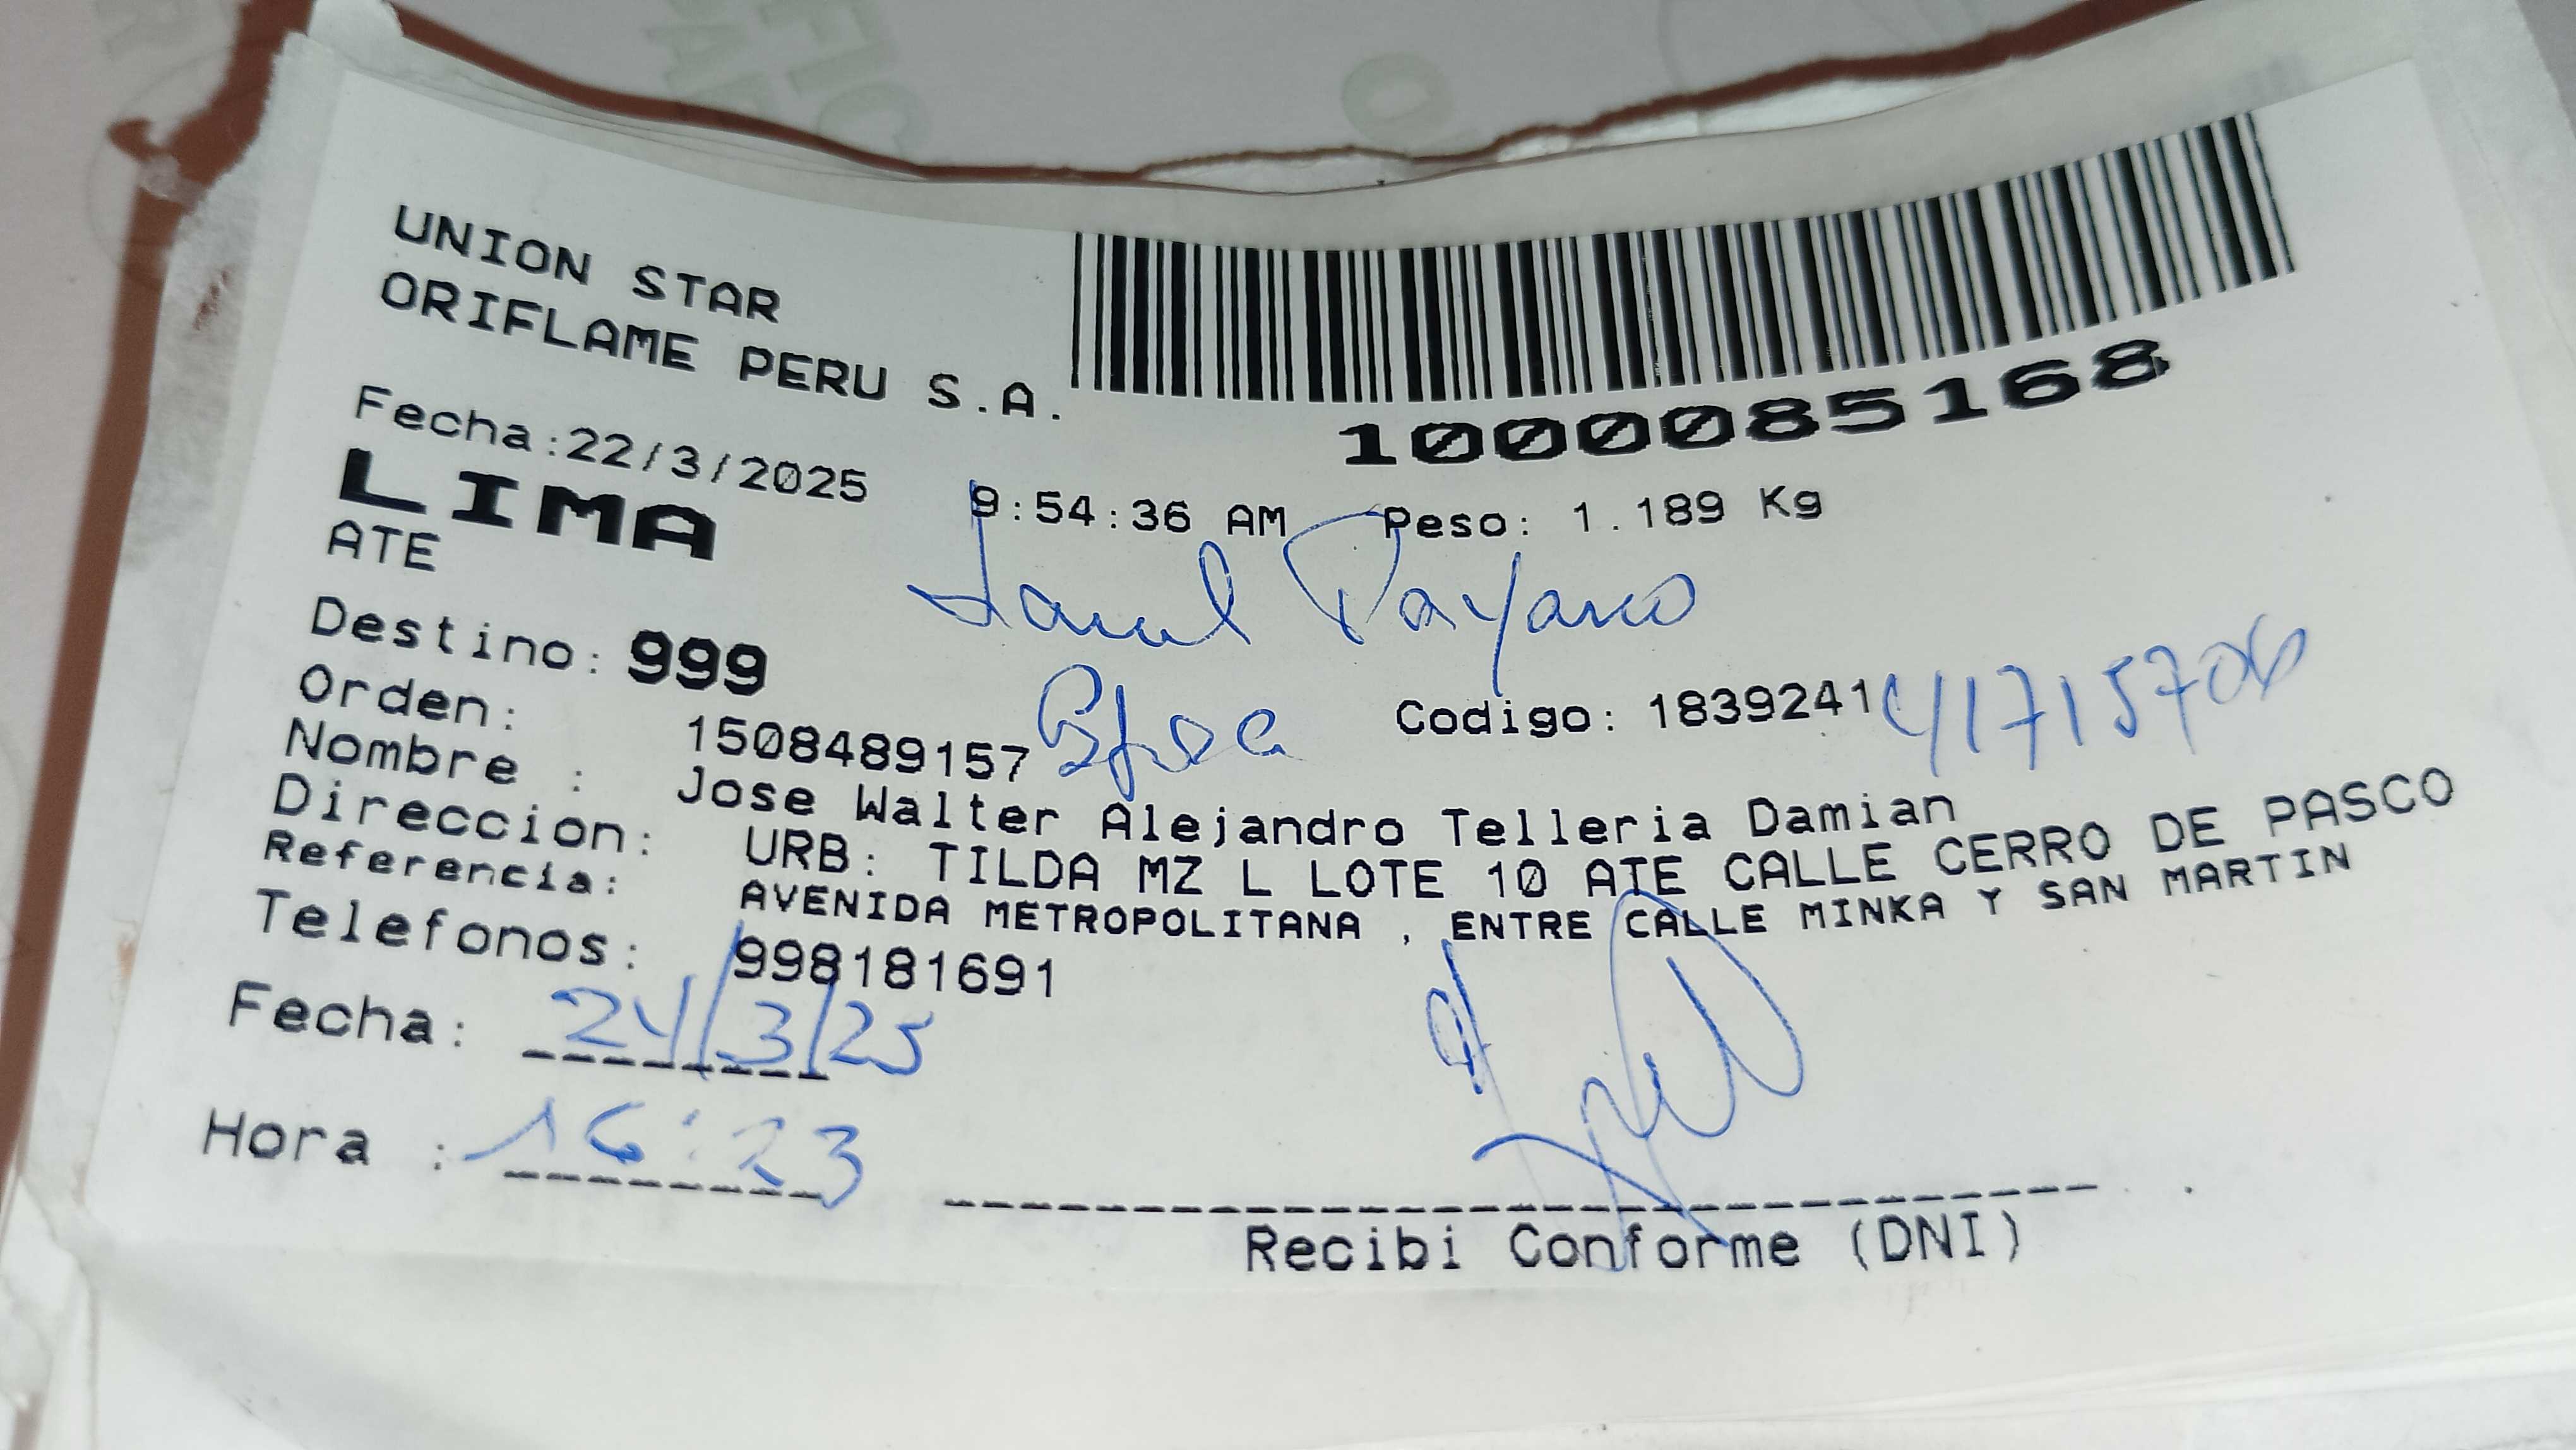 UNION STAR
ORIFLAME PERU S.A.
1000085168
Fecha:22/3/2025 9:54:36 AM Peso: 1.189 Kg
LIMA
ATE
Payano
Destino: 999
Orden: 1508489157 Codigo: 1839241 41715706
Nombre : Jose Walter Alejandro Telleria Damian
Direccion: URB: TILDA MZ L LOTE 10 ATE CALLE CERRO DE PASCO
Referencia: AVENIDA METROPOLITANA , ENTRE CALLE MINKA Y SAN MARTIN
Telefonos: 998181691
Fecha: 24/3/25
Hora : 16:23
Recibi Conforme (DNI)